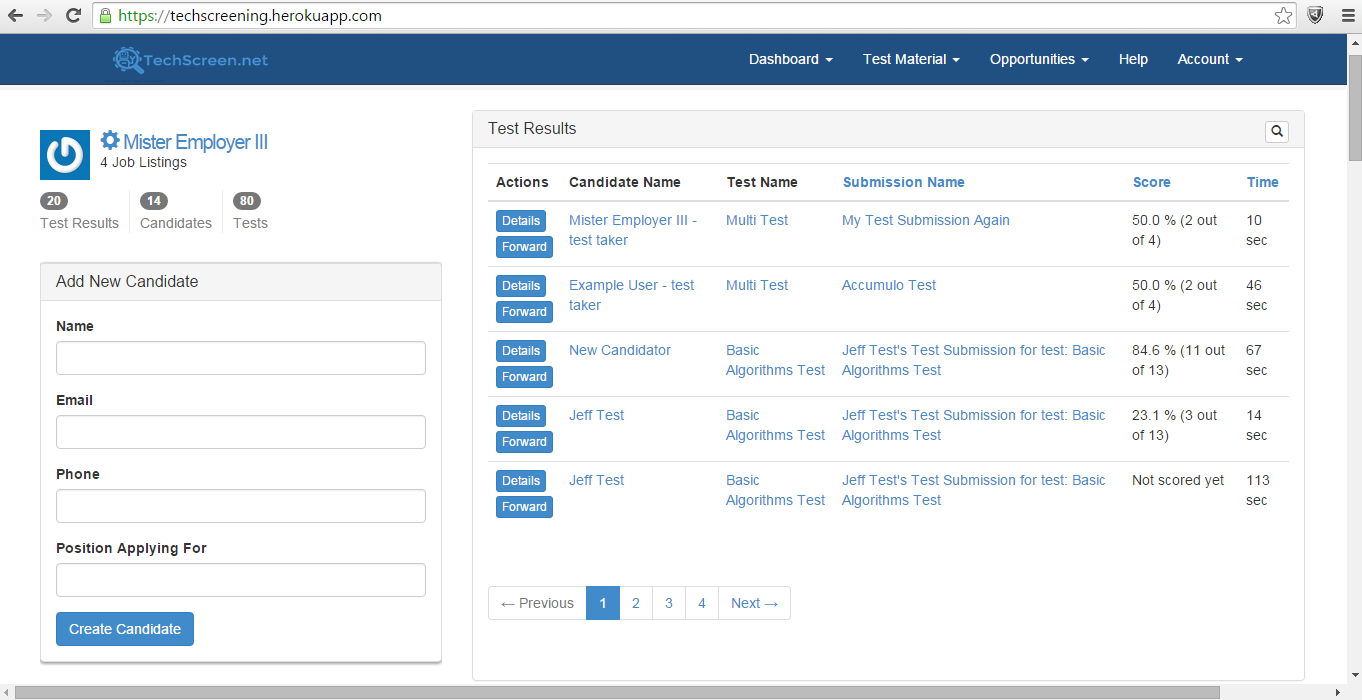 https://techscreening.herokuapp.com
TechScreen.net
Dashboard
Test Material
Opportunities
Help
Account
Mister Employer III
4 Job Listings
20
14
80
Test Results
Candidates
Tests
Add New Candidate
Name
Email
Phone
Position Applying For
Create Candidate
Test Results
Actions Candidate Name Test Name Submission Name Score Time
Details Mister Employer III - Multi Test My Test Submission Again 50.0 % (2 out 10
Forward test taker of 4) sec
Details Example User - test Multi Test Accumulo Test 50.0 % (2 out 46
Forward taker of 4) sec
Details New Candidator Basic Jeff Test's Test Submission for test: Basic 84.6 % (11 out 67
Forward Algorithms Test Algorithms Test of 13) sec
Details Jeff Test Basic Jeff Test's Test Submission for test: Basic 23.1 % (3 out 14
Forward Algorithms Test Algorithms Test of 13) sec
Details Jeff Test Basic Jeff Test's Test Submission for test: Basic Not scored yet 113
Forward Algorithms Test Algorithms Test sec
← Previous 1 2 3 4 Next →